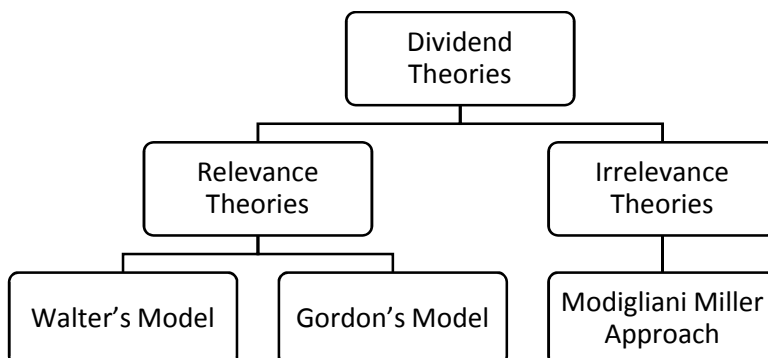 Dividend
Theories
Relevance
Theories
Irrelevance
Theories
Walter’s Model
Gordon’s Model
Modigliani Miller
Approach